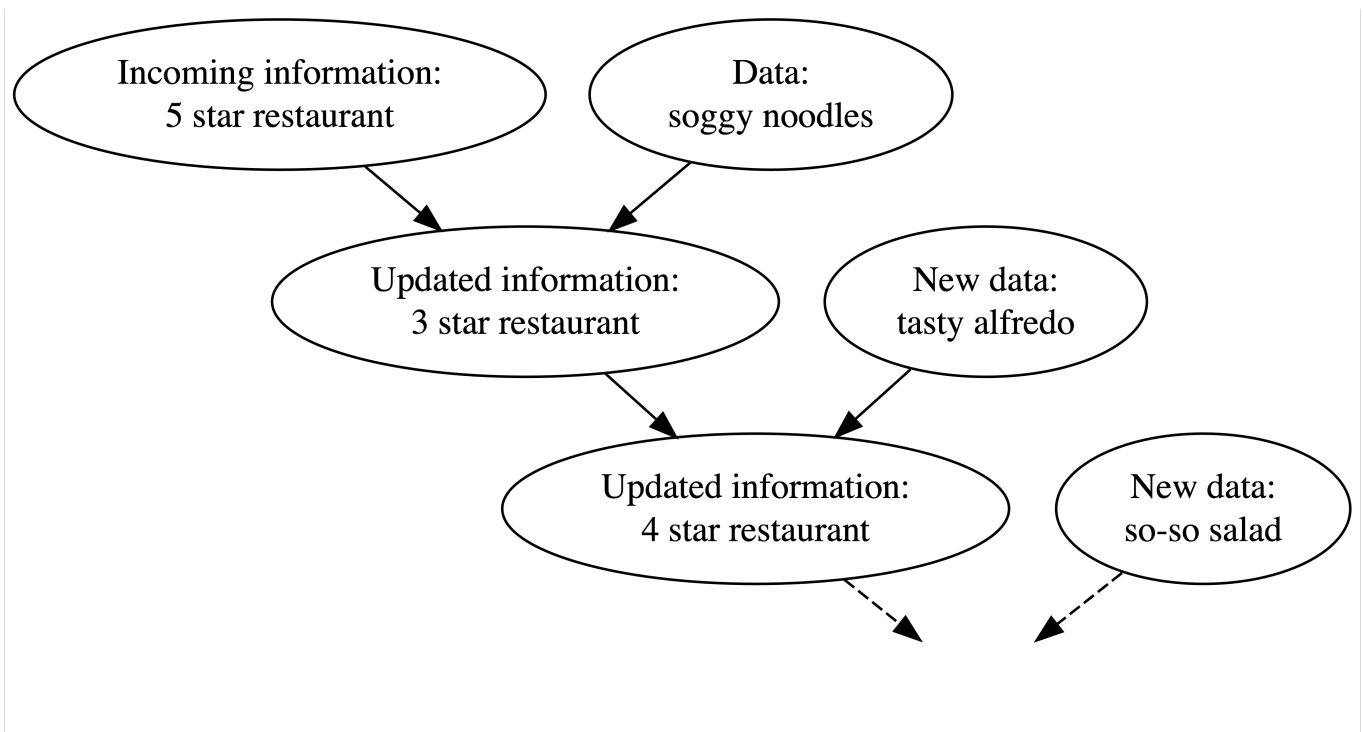 Incoming information:
5 star restaurant
Data:
soggy noodles
Updated information:
3 star restaurant
New data:
tasty alfredo
Updated information:
4 star restaurant
New data:
so-so salad